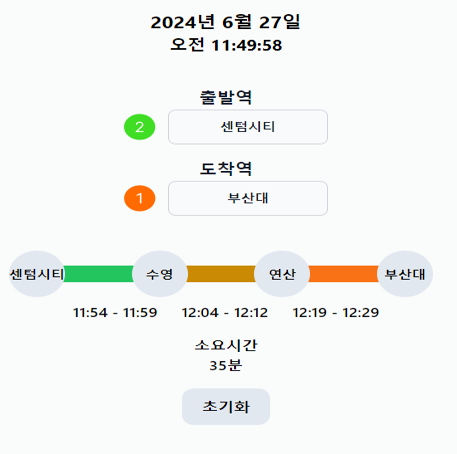 2024년 6월 27일
오전 11:49:58
출발역
2 센텀시티
도착역
1 부산대
센텀시티 수영 연산 부산대
11:54 - 11:59 12:04 - 12:12 12:19 - 12:29
소요시간
35분
초기화